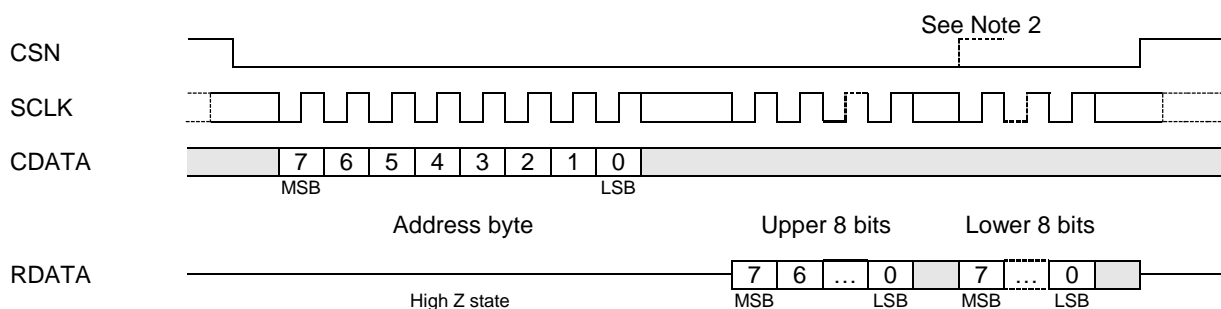 See Note 2
CSN
SCLK
CDATA 7 6 5 4 3 2 1 0
MSB LSB
Address byte Upper 8 bits Lower 8 bits
RDATA 7 6 … 0 7 … 0
High Z state MSB LSB MSB LSB